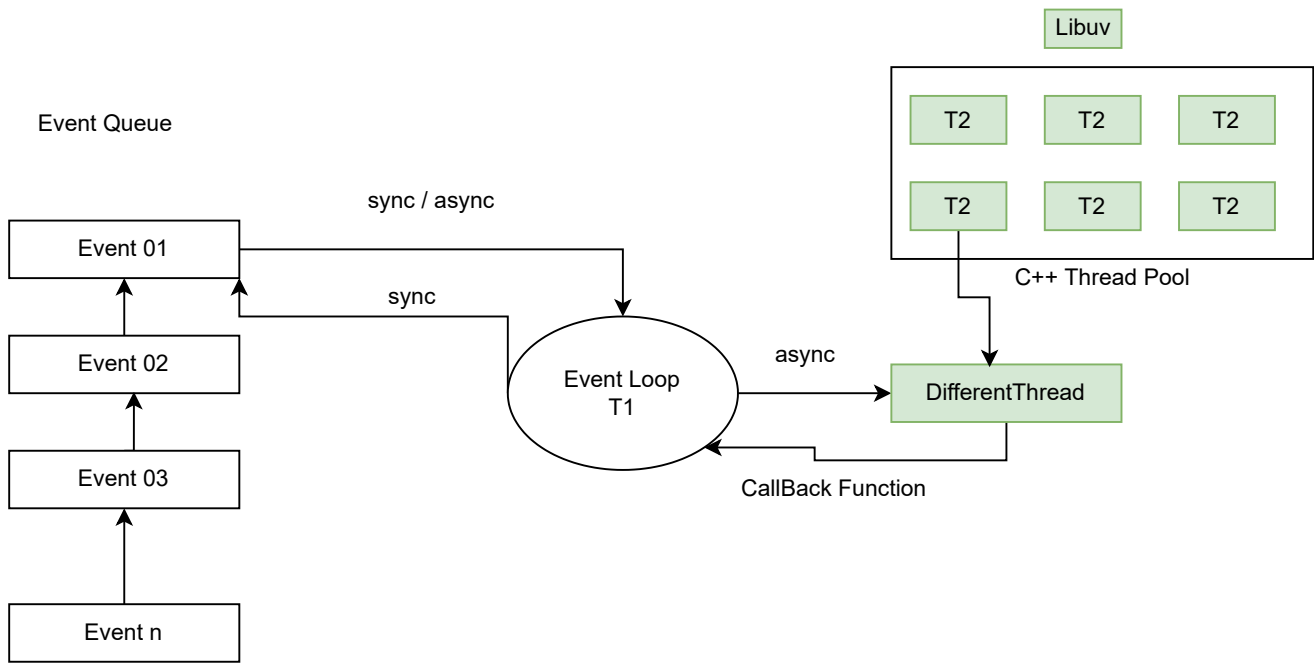 Libuv
Event Queue
T2
T2
T2
T2
T2
T2
C++ Thread Pool
sync / async
Event 01
sync
Event 02
Event Loop
T1
async
DifferentThread
CallBack Function
Event 03
Event n